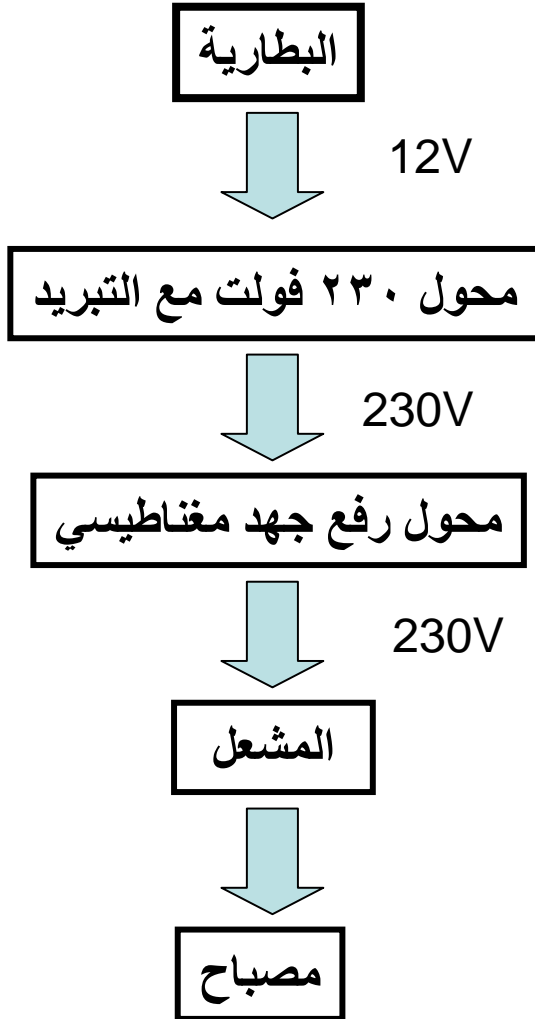 البطارية
12V
محول ٢٣٠ فولت مع التبريد
230V
محول رفع جهد مغناطيسي
230V
المشعل
مصباح